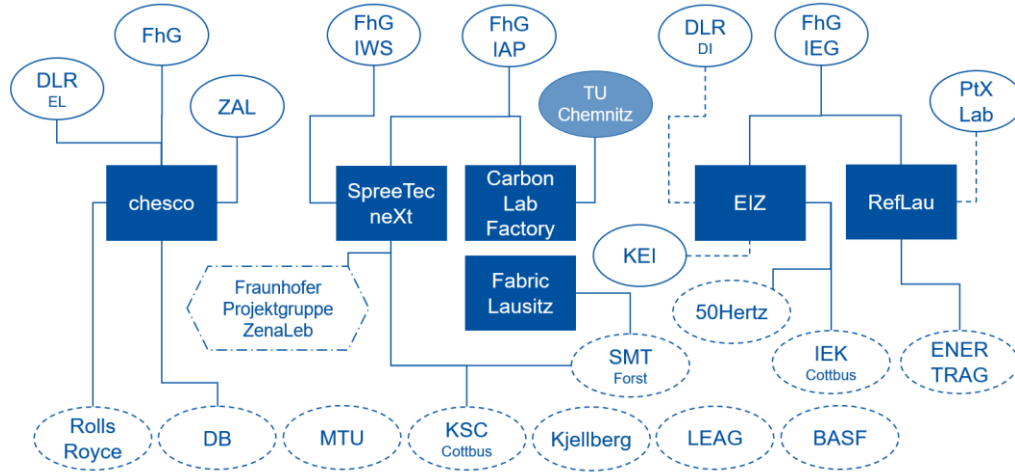 FhG
FhG
IWS
FhG
IAP
DLR
DI
FhG
IEG
DLR
EL
ZAL
TU
Chemnitz
PtX
Lab
chesco
SpreeTec
neXt
Carbon
Lab
Factory
EIZ
RefLau
KEI
Fraunhofer
Projektgruppe
ZenaLeb
Fabric
Lausitz
50Hertz
SMT
Forst
IEK
Cottbus
ENER
TRAG
Rolls
Royce
DB
MTU
KSC
Cottbus
Kjellberg
LEAG
BASF